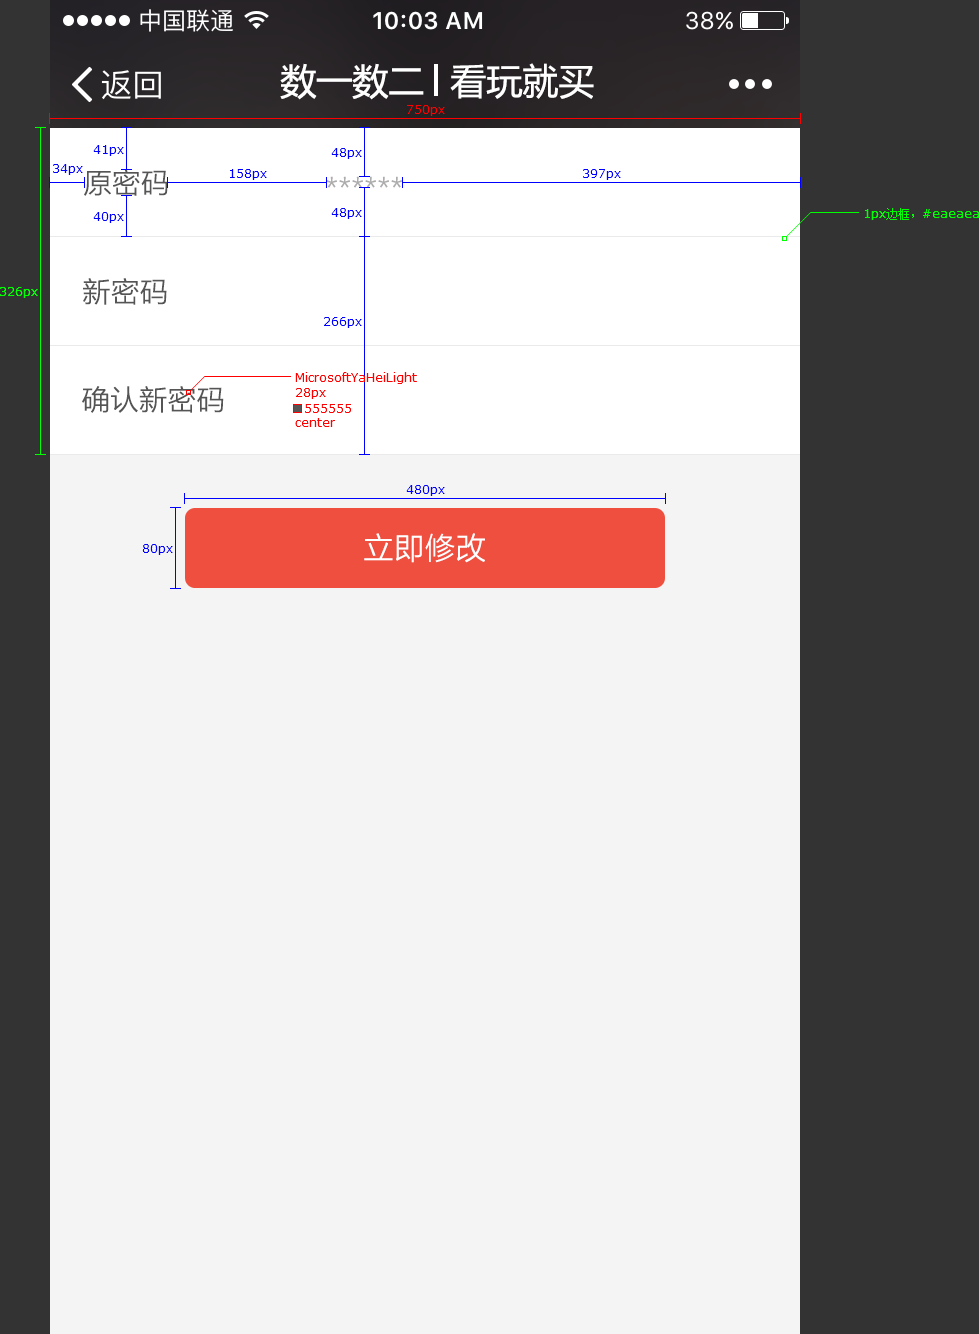 中国联通 10:03 AM 38%
返回 数一数二 | 看玩就买
750px
41px 48px
34px 原密码 158px ****** 397px
40px 48px
1px边框，#eaeaea
326px 新密码
266px
确认新密码 MicrosoftYaHeiLight
28px
555555
center
480px
80px 立即修改